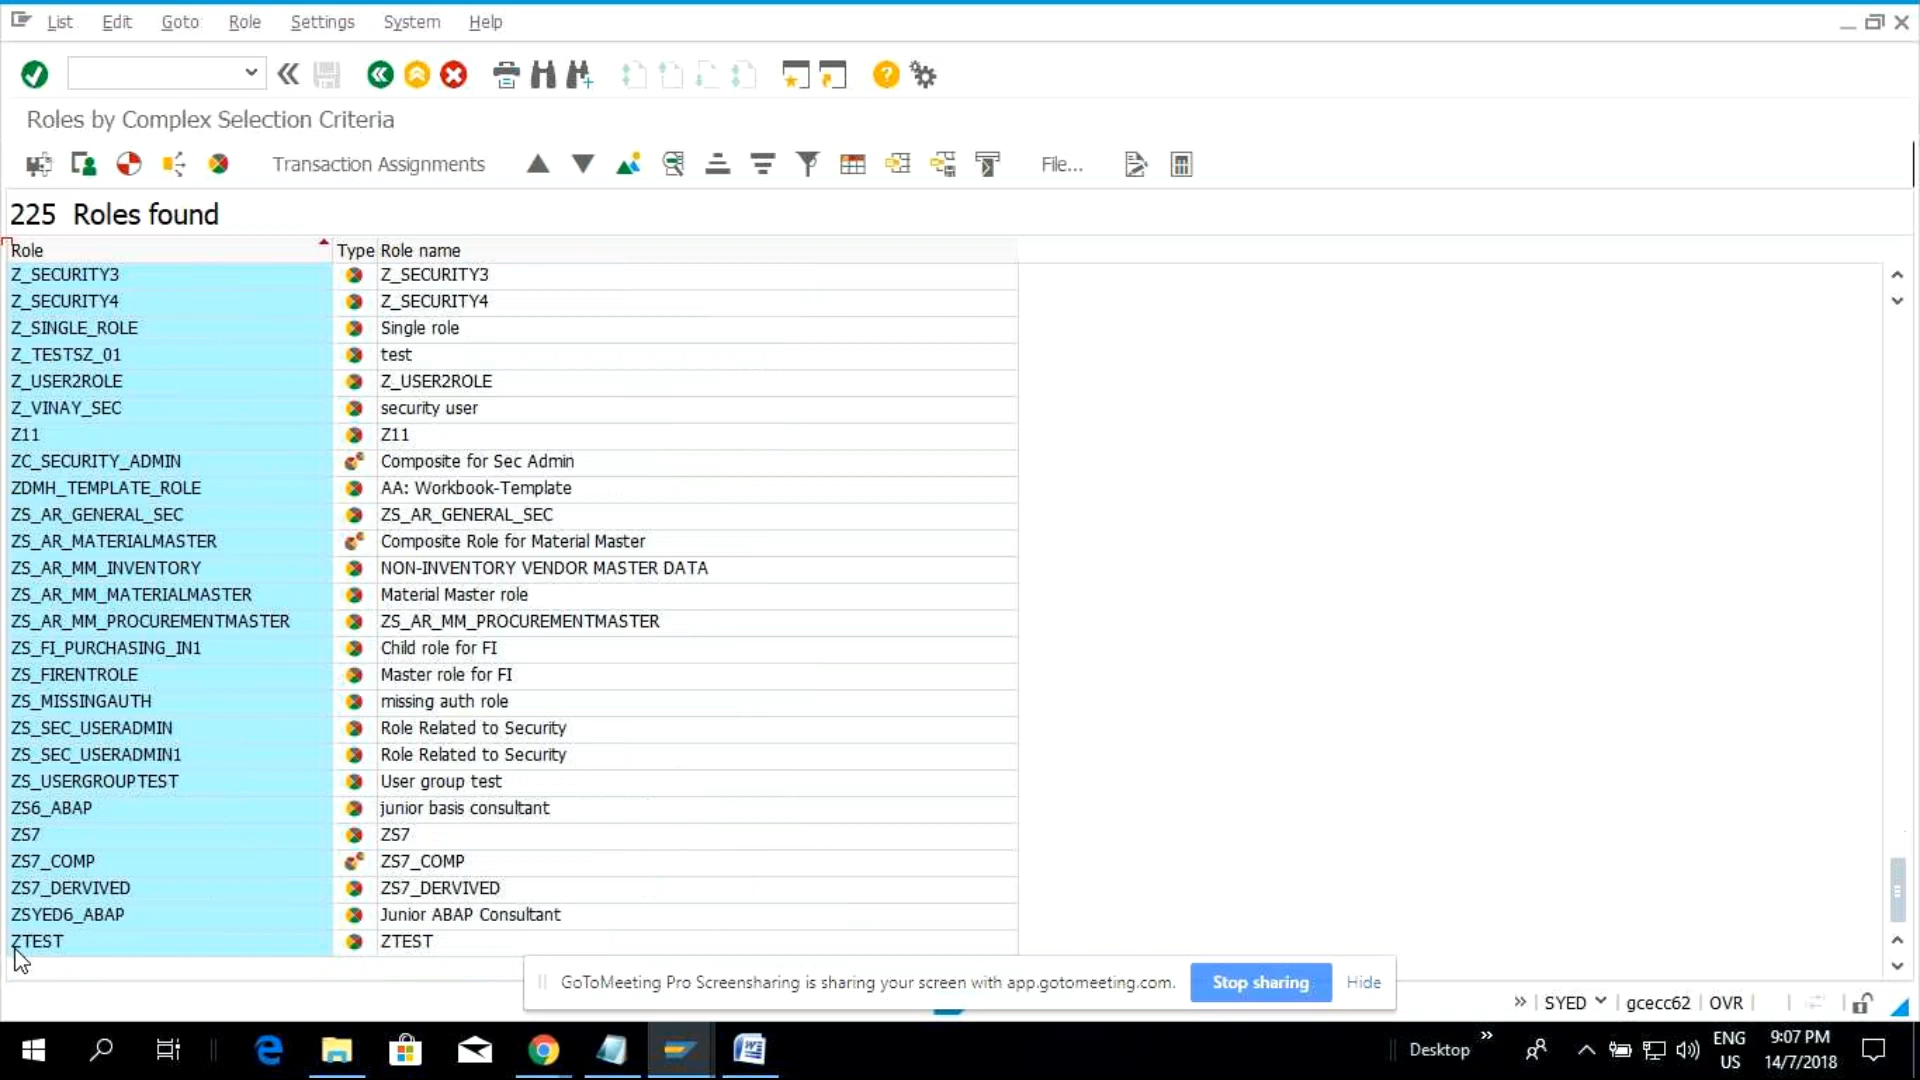 List Edit Goto Role Settings System Help
Roles by Complex Selection Criteria
Transaction Assignments File...
225 Roles found
Role Type Role name
Z_SECURITY3 Z_SECURITY3
Z_SECURITY4 Z_SECURITY4
Z_SINGLE_ROLE Single role
Z_TESTSZ_01 test
Z_USER2ROLE Z_USER2ROLE
Z_VINAY_SEC security user
Z11 Z11
ZC_SECURITY_ADMIN Composite for Sec Admin
ZDMH_TEMPLATE_ROLE AA: Workbook-Template
ZS_AR_GENERAL_SEC ZS_AR_GENERAL_SEC
ZS_AR_MATERIALMASTER Composite Role for Material Master
ZS_AR_MM_INVENTORY NON-INVENTORY VENDOR MASTER DATA
ZS_AR_MM_MATERIALMASTER Material Master role
ZS_AR_MM_PROCUREMENTMASTER ZS_AR_MM_PROCUREMENTMASTER
ZS_FI_PURCHASING_IN1 Child role for FI
ZS_FIRENTROLE Master role for FI
ZS_MISSINGAUTH missing auth role
ZS_SEC_USERADMIN Role Related to Security
ZS_SEC_USERADMIN1 Role Related to Security
ZS_USERGROUPTEST User group test
ZS6_ABAP junior basis consultant
ZS7 ZS7
ZS7_COMP ZS7_COMP
ZS7_DERVIVED ZS7_DERVIVED
ZSYED6_ABAP Junior ABAP Consultant
ZTEST ZTEST
GoToMeeting Pro Screensharing is sharing your screen with app.gotomeeting.com. Stop sharing Hide
SYED gcecc62 OVR
Desktop ENG US 9:07 PM 14/7/2018